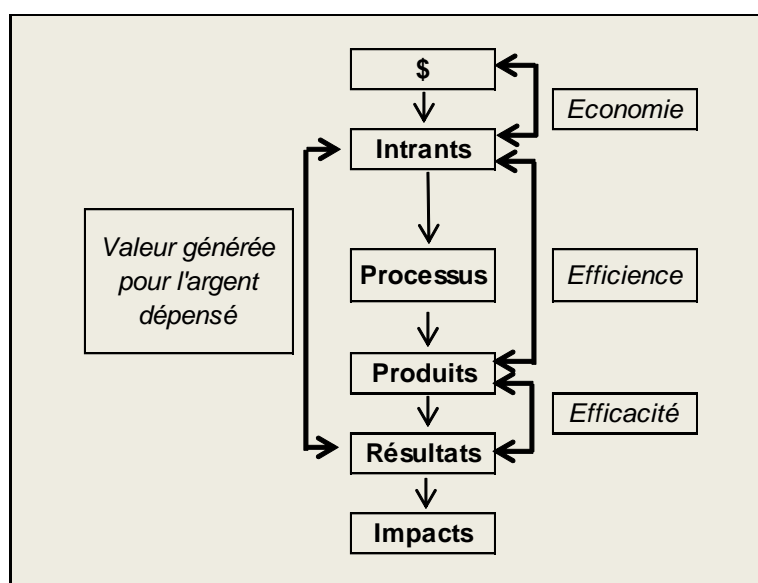 $
Economie
Intrants
Valeur générée
pour l'argent
dépensé
Processus
Efficience
Produits
Efficacité
Résultats
Impacts